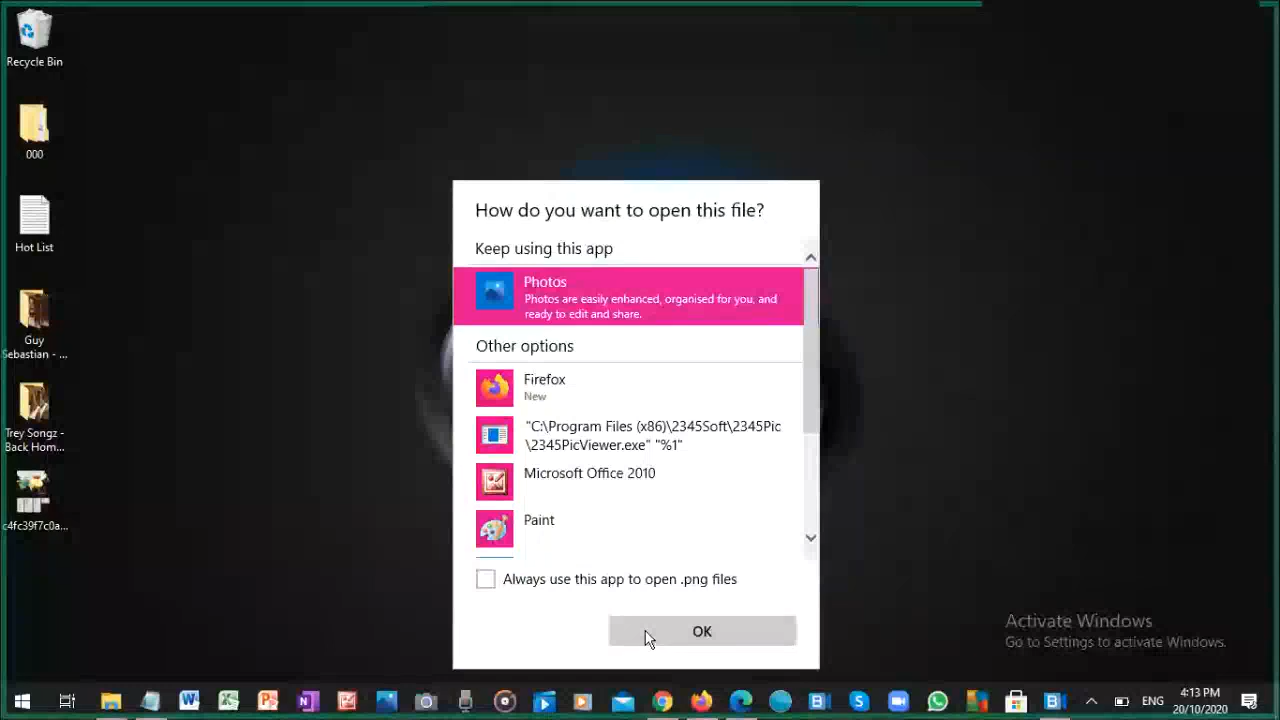 Recycle Bin
000
Hot List
Guy
Sebastian - ...
Trey Songz -
Back Hom...
c4fc39f7c0a...
How do you want to open this file?
Keep using this app
Photos
Photos are easily enhanced, organised for you, and
ready to edit and share.
Other options
Firefox
New
"C:\Program Files (x86)\2345Soft\2345Pic
\2345PicViewer.exe" "%1"
Microsoft Office 2010
Paint
Always use this app to open .png files
OK
Activate Windows
Go to Settings to activate Windows.
ENG
4:13 PM
20/10/2020